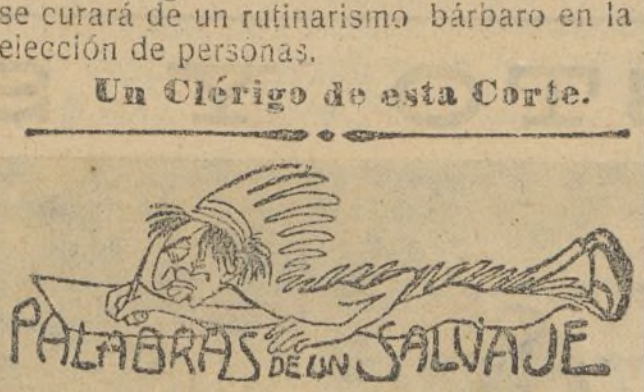 se curará de un rutinarismo bárbaro en la
elección de personas.
Un Clérigo de esta Corte.
PALABRAS DE UN SALVAJE